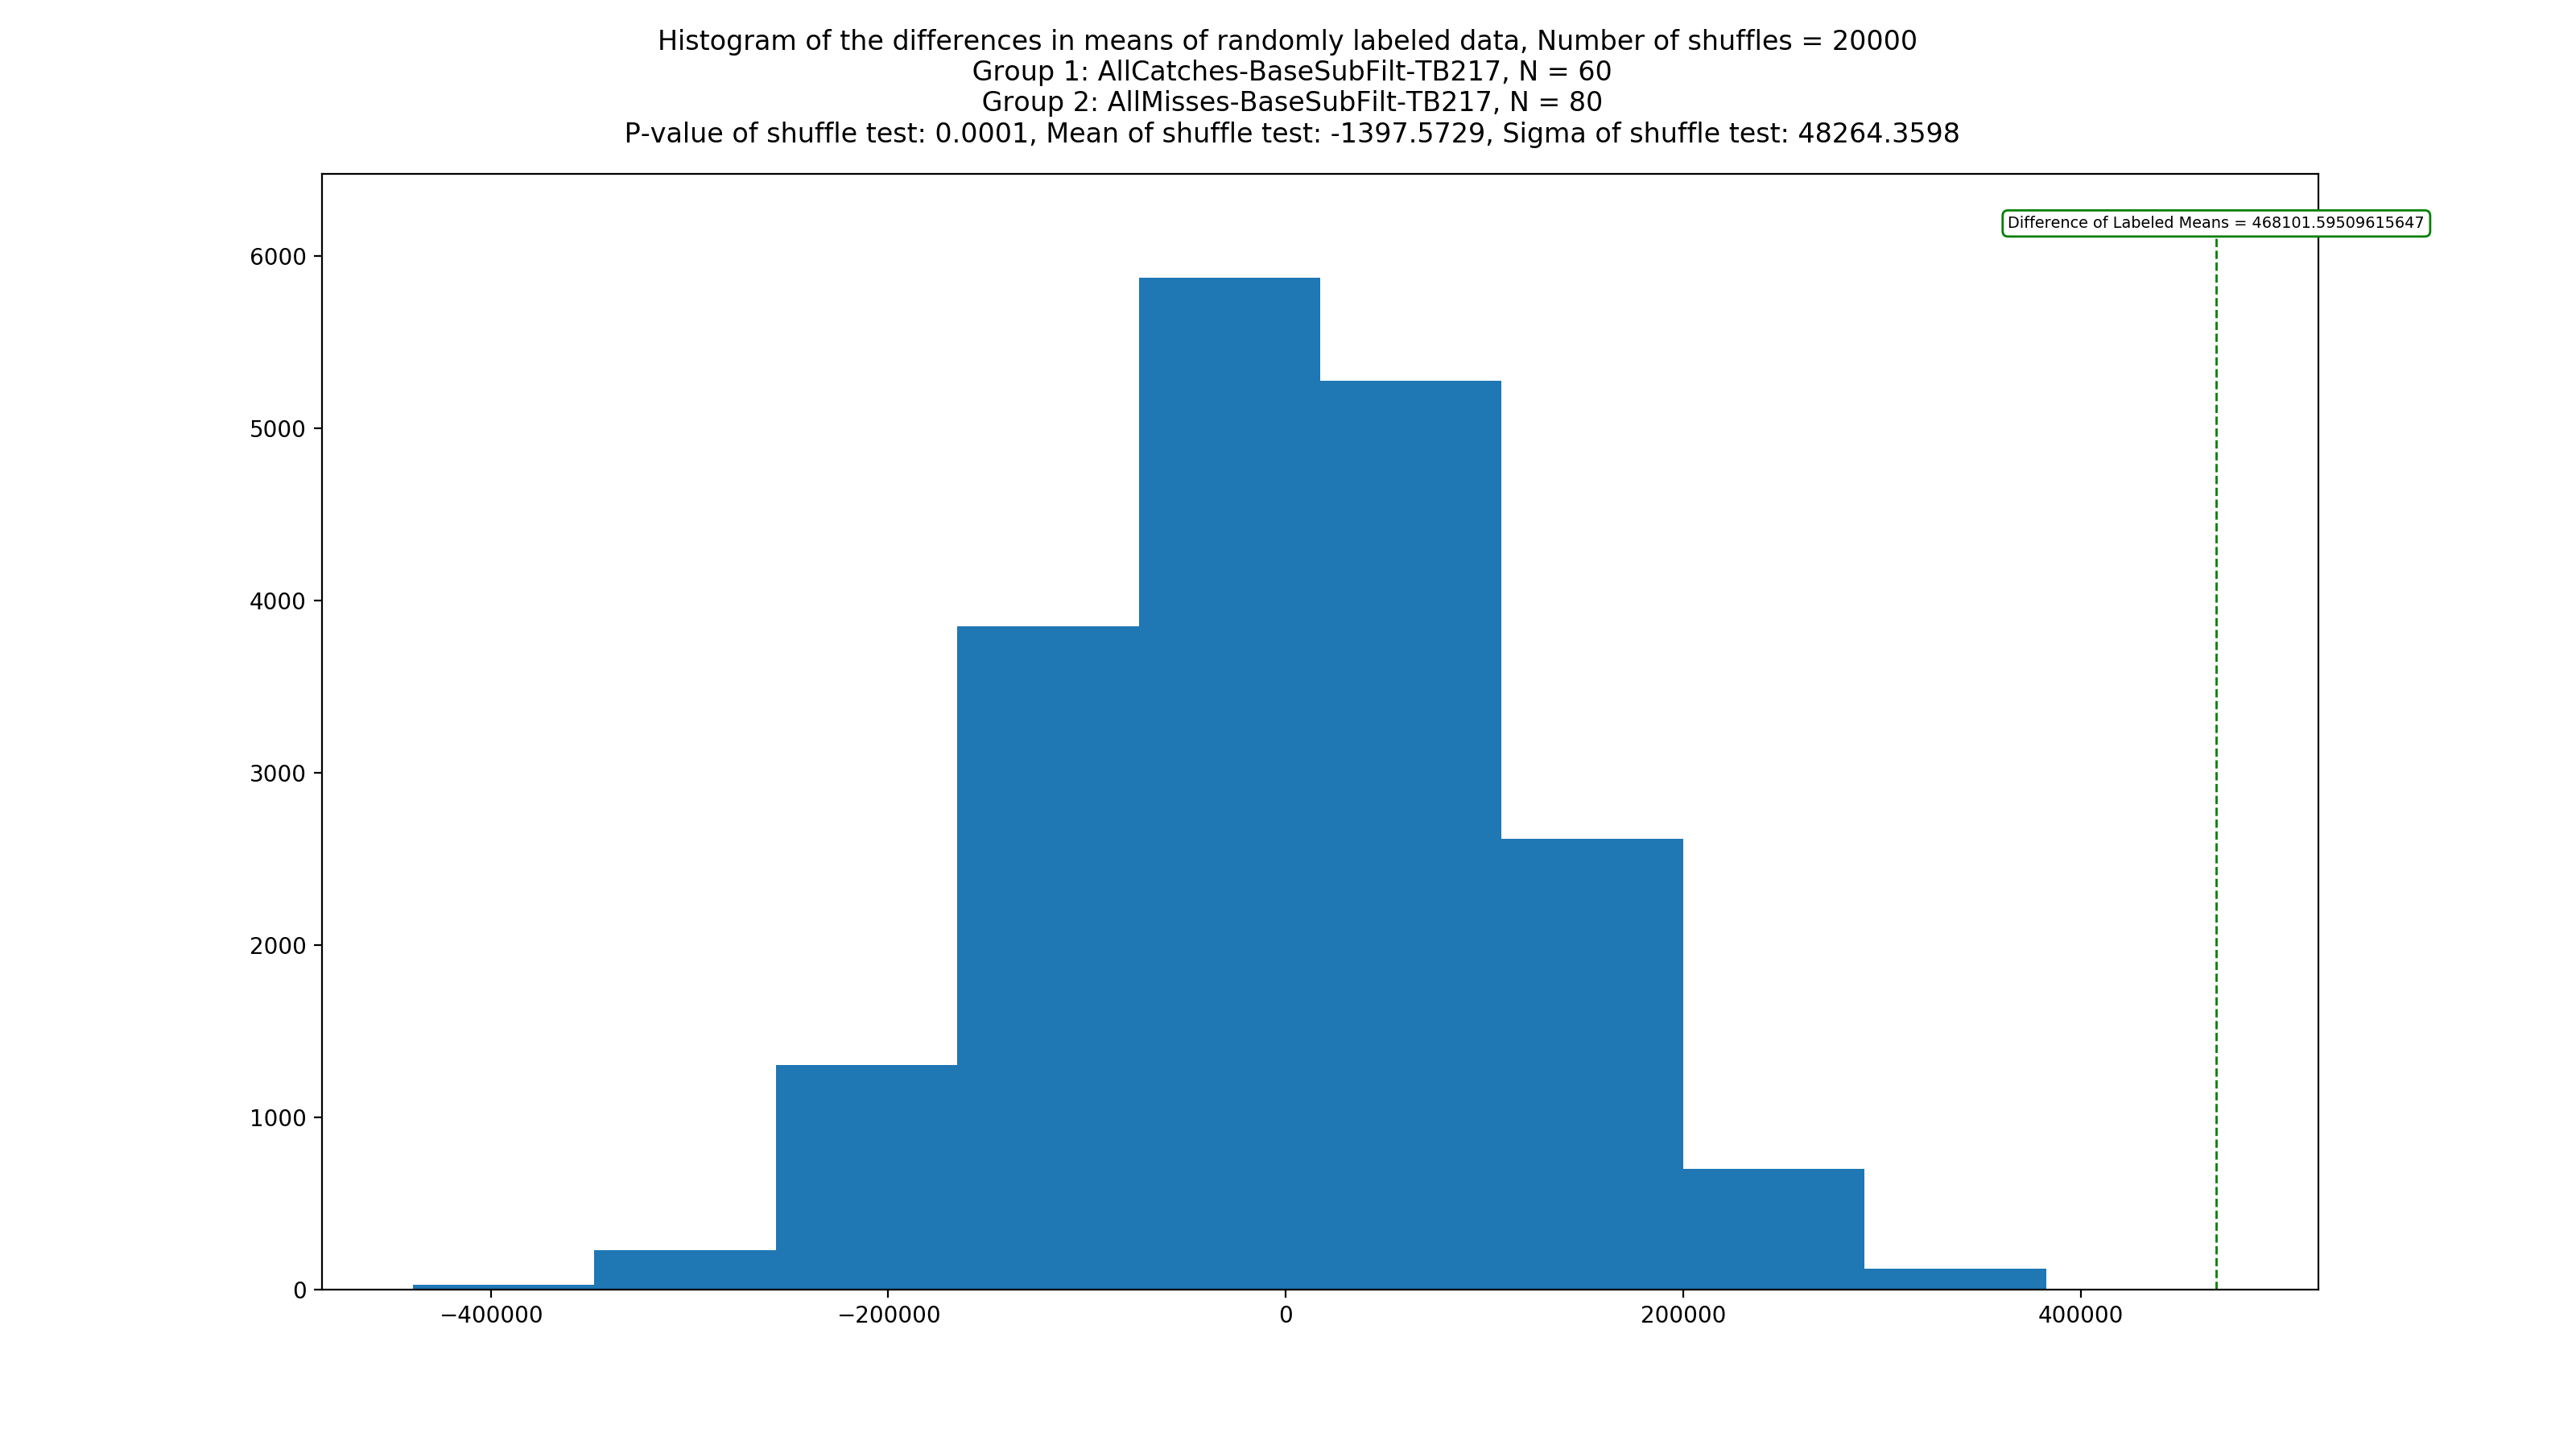 Histogram of the differences in means of randomly labeled data, Number of shuffles = 20000
Group 1: AllCatches-BaseSubFilt-TB217, N = 60
Group 2: AllMisses-BaseSubFilt-TB217, N = 80
P-value of shuffle test: 0.0001, Mean of shuffle test: -1397.5729, Sigma of shuffle test: 48264.3598
Difference of Labeled Means = 468101.59509615647
6000
5000
4000
3000
2000
1000
0
−400000 −200000 0 200000 400000